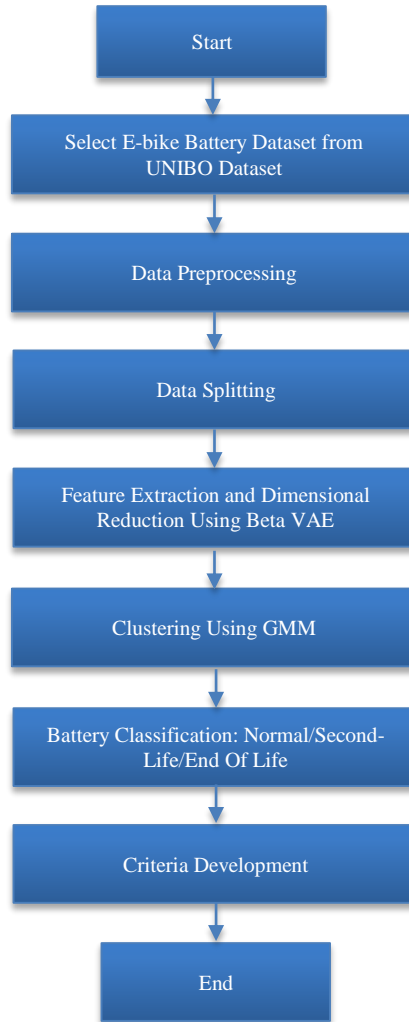 Start
Select E-bike Battery Dataset from
UNIBO Dataset
Data Preprocessing
Data Splitting
Feature Extraction and Dimensional
Reduction Using Beta VAE
Clustering Using GMM
Battery Classification: Normal/Second-
Life/End Of Life
Criteria Development
End